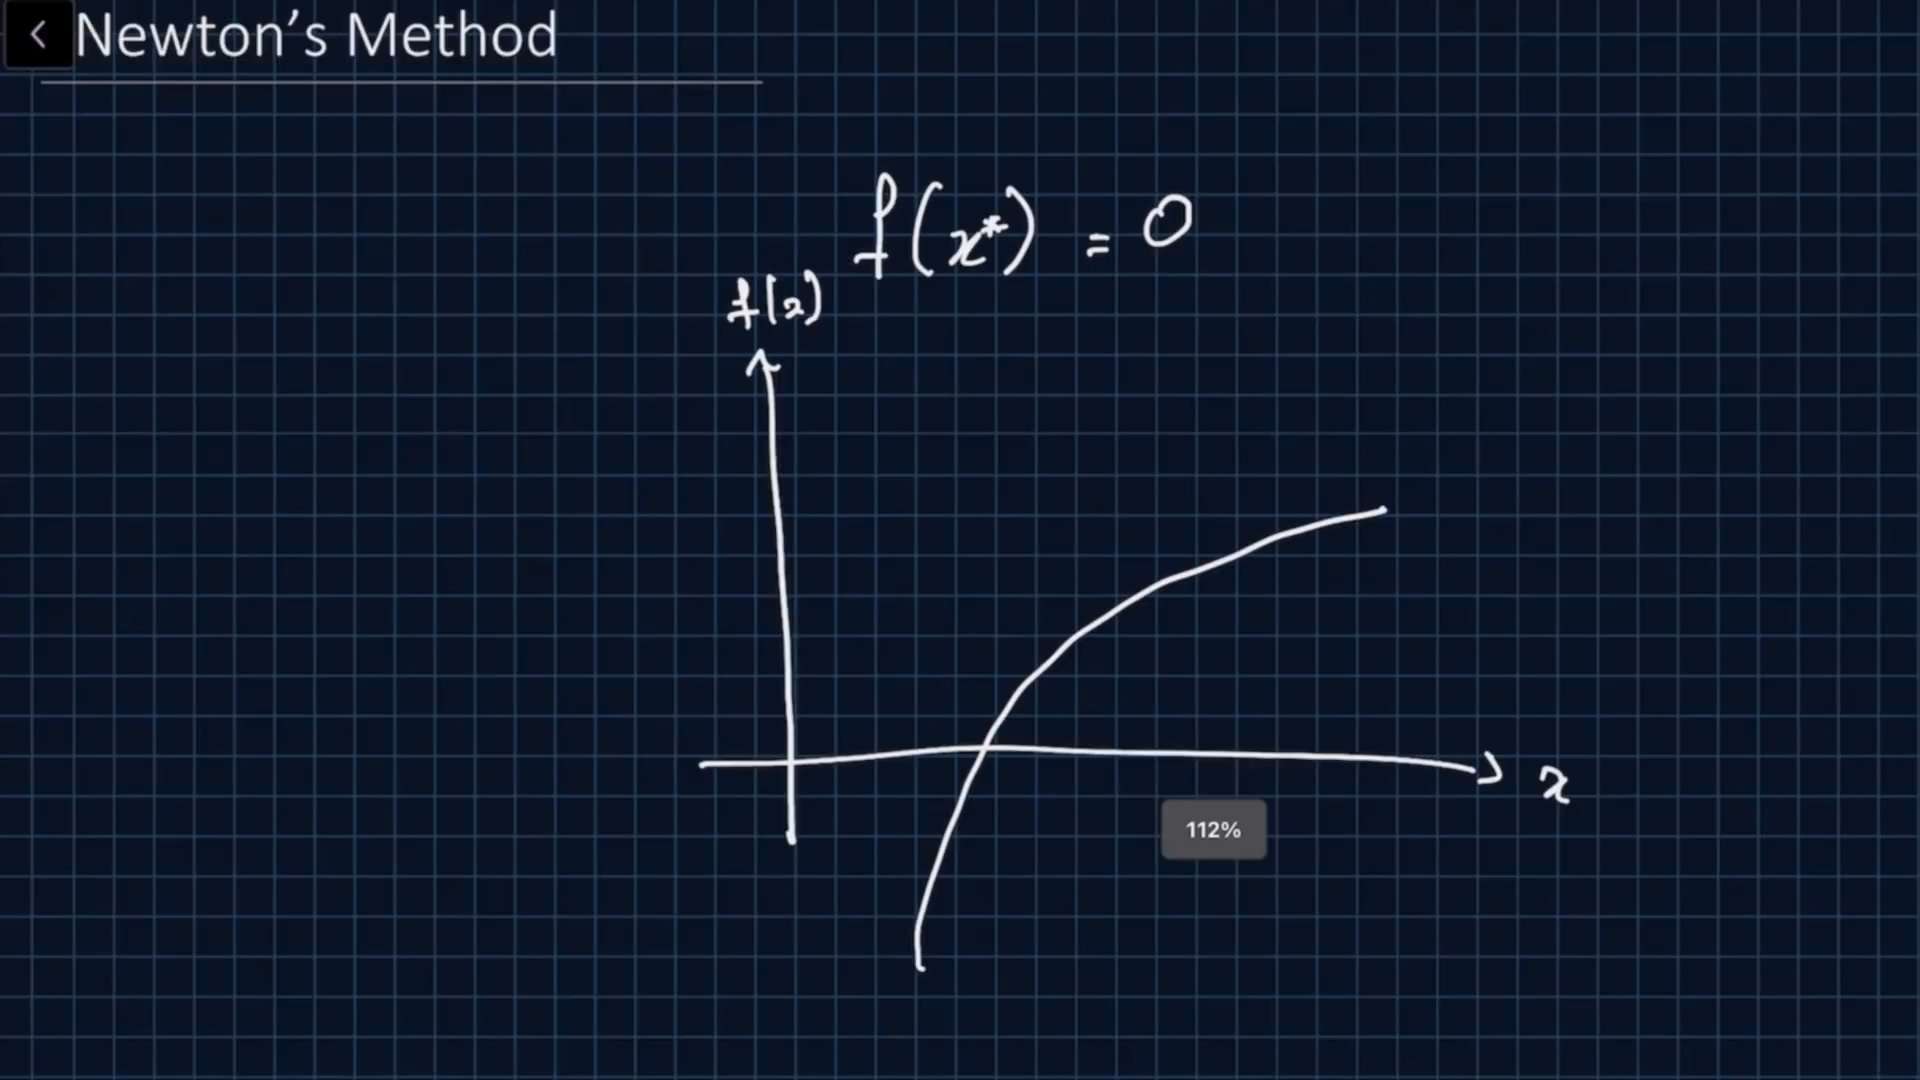 Newton’s Method
f(x*) = 0
f(x)
x
112%